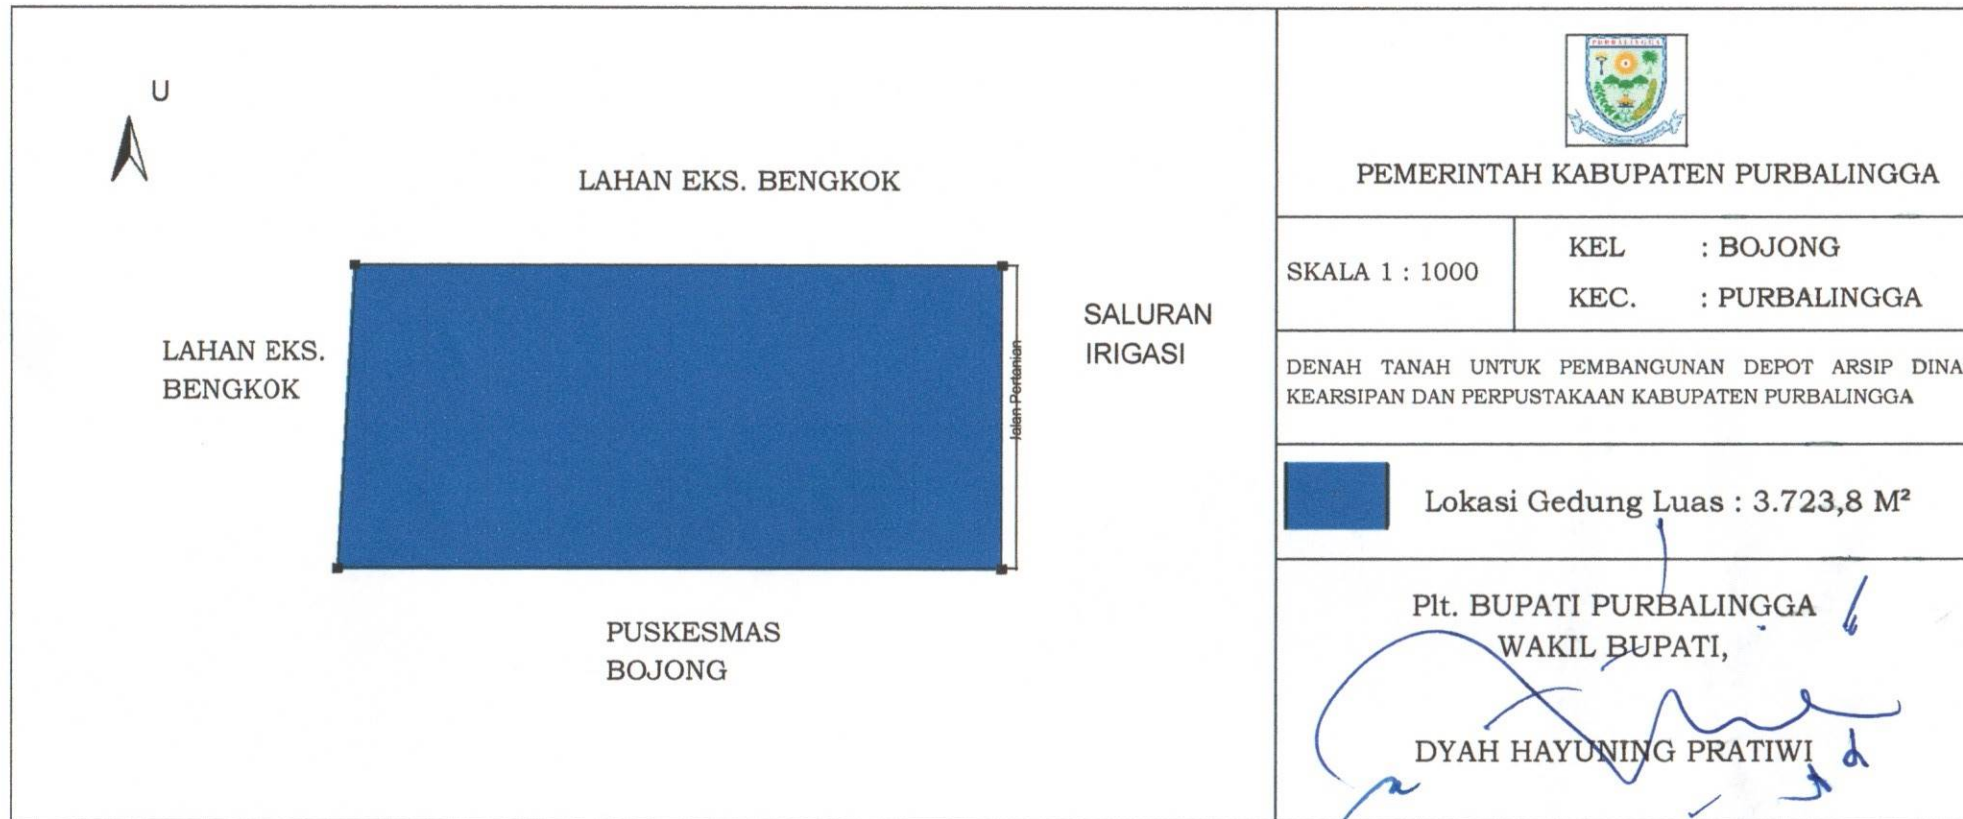 U
LAHAN EKS. BENGKOK
LAHAN EKS.
BENGKOK
Jalan Pertanian
SALURAN
IRIGASI
PUSKESMAS
BOJONG
PURBALINGGA
PEMERINTAH KABUPATEN PURBALINGGA
SKALA 1 : 1000
KEL : BOJONG
KEC. : PURBALINGGA
DENAH TANAH UNTUK PEMBANGUNAN DEPOT ARSIP DINA
KEARSIPAN DAN PERPUSTAKAAN KABUPATEN PURBALINGGA
Lokasi Gedung Luas : 3.723,8 M²
Plt. BUPATI PURBALINGGA
WAKIL BUPATI,
DYAH HAYUNING PRATIWI